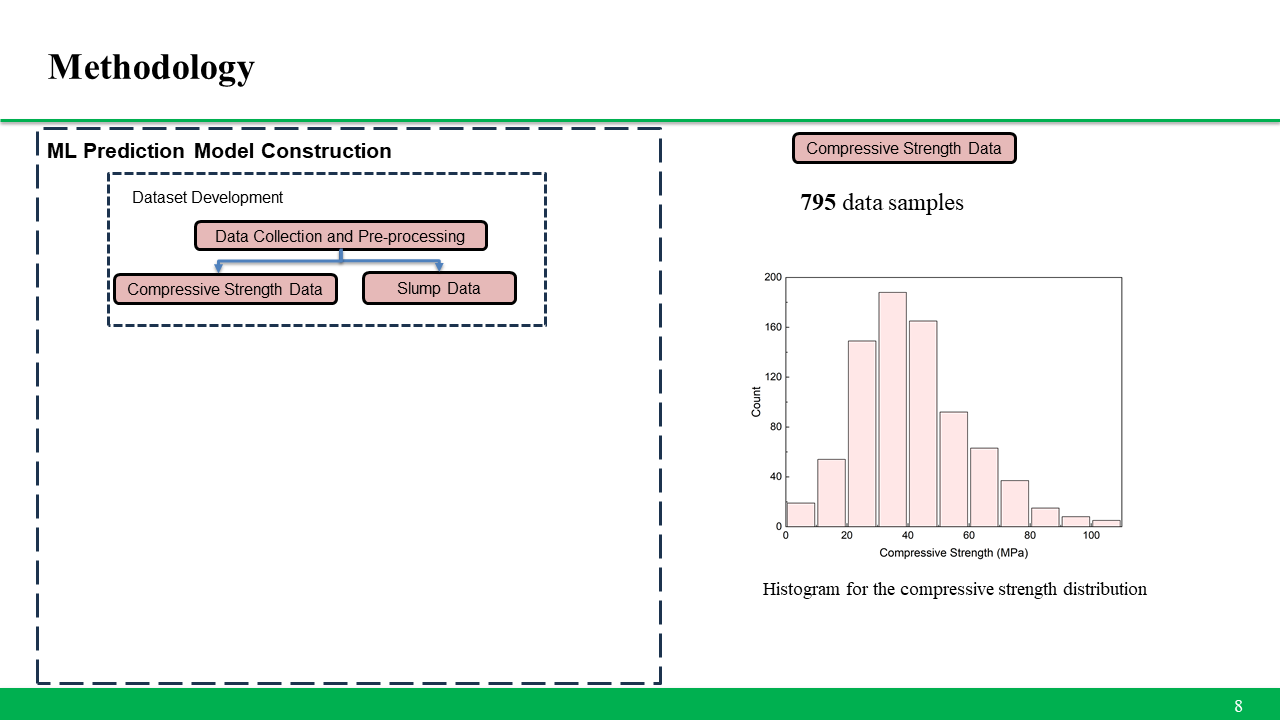 Methodology
ML Prediction Model Construction
Dataset Development
Data Collection and Pre-processing
Compressive Strength Data
Slump Data
Compressive Strength Data
795 data samples
200
160
120
80
40
0
Count
0 20 40 60 80 100
Compressive Strength (MPa)
Histogram for the compressive strength distribution
8